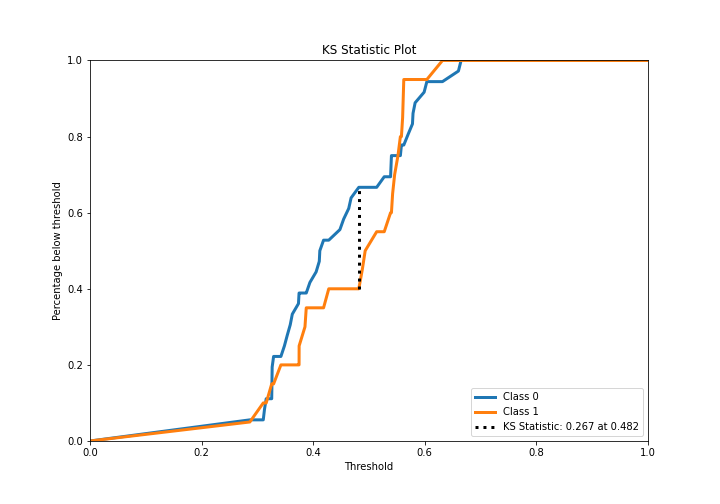 KS Statistic Plot
Percentage below threshold
1.0
0.8
0.6
0.4
0.2
0.0
Class 0
Class 1
KS Statistic: 0.267 at 0.482
0.0 0.2 0.4 0.6 0.8 1.0
Threshold